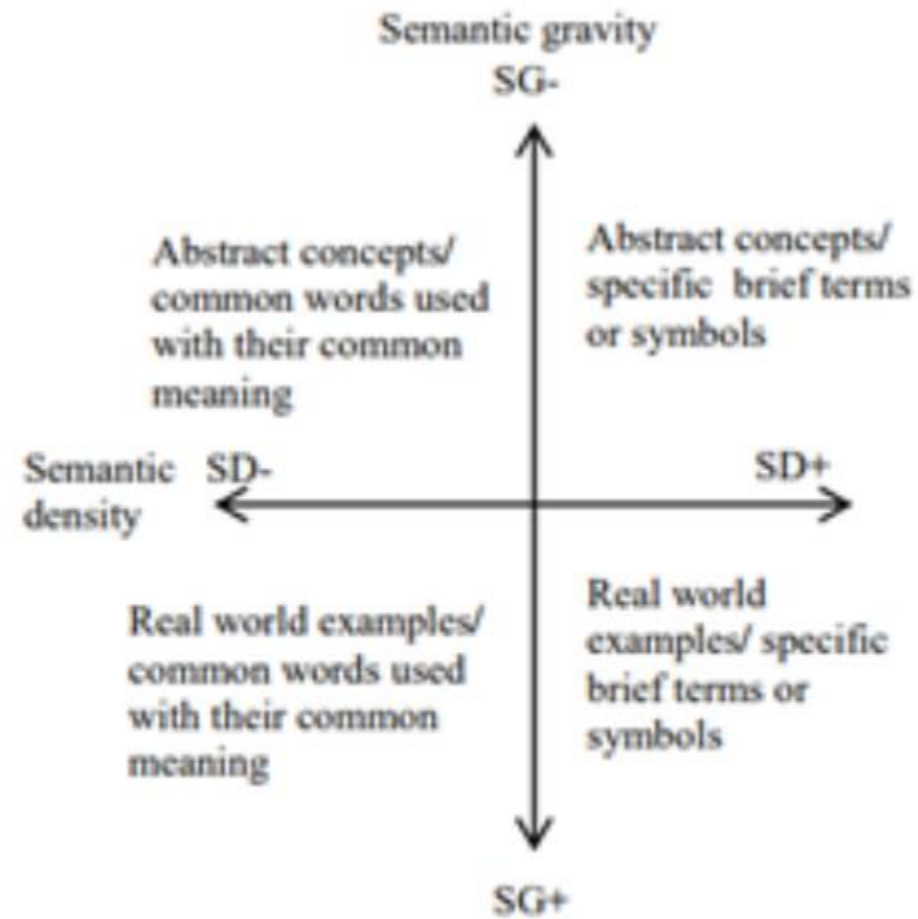 Semantic gravity
SG-
Abstract concepts/
common words used
with their common
meaning
Abstract concepts/
specific brief terms
or symbols
Semantic SD-
density
SD+
Real world examples/
common words used
with their common
meaning
Real world
examples/ specific
brief terms or
symbols
SG+